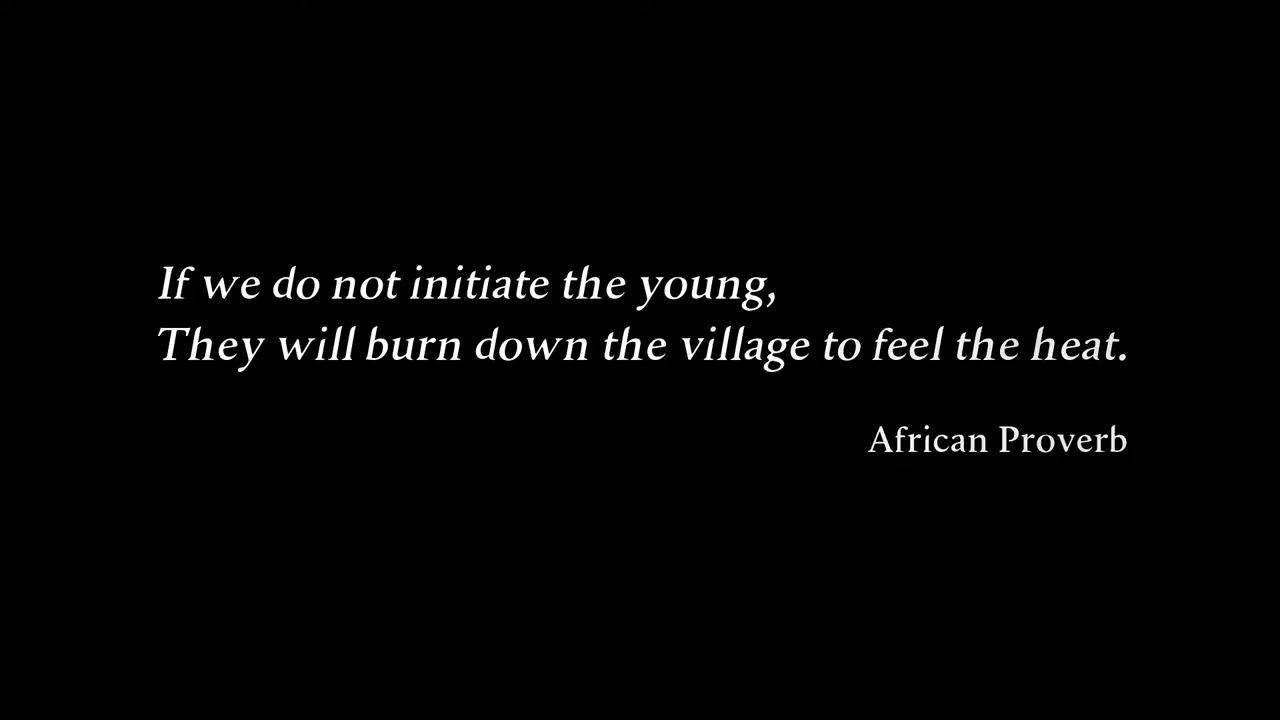 If we do not initiate the young,
They will burn down the village to feel the heat.
African Proverb